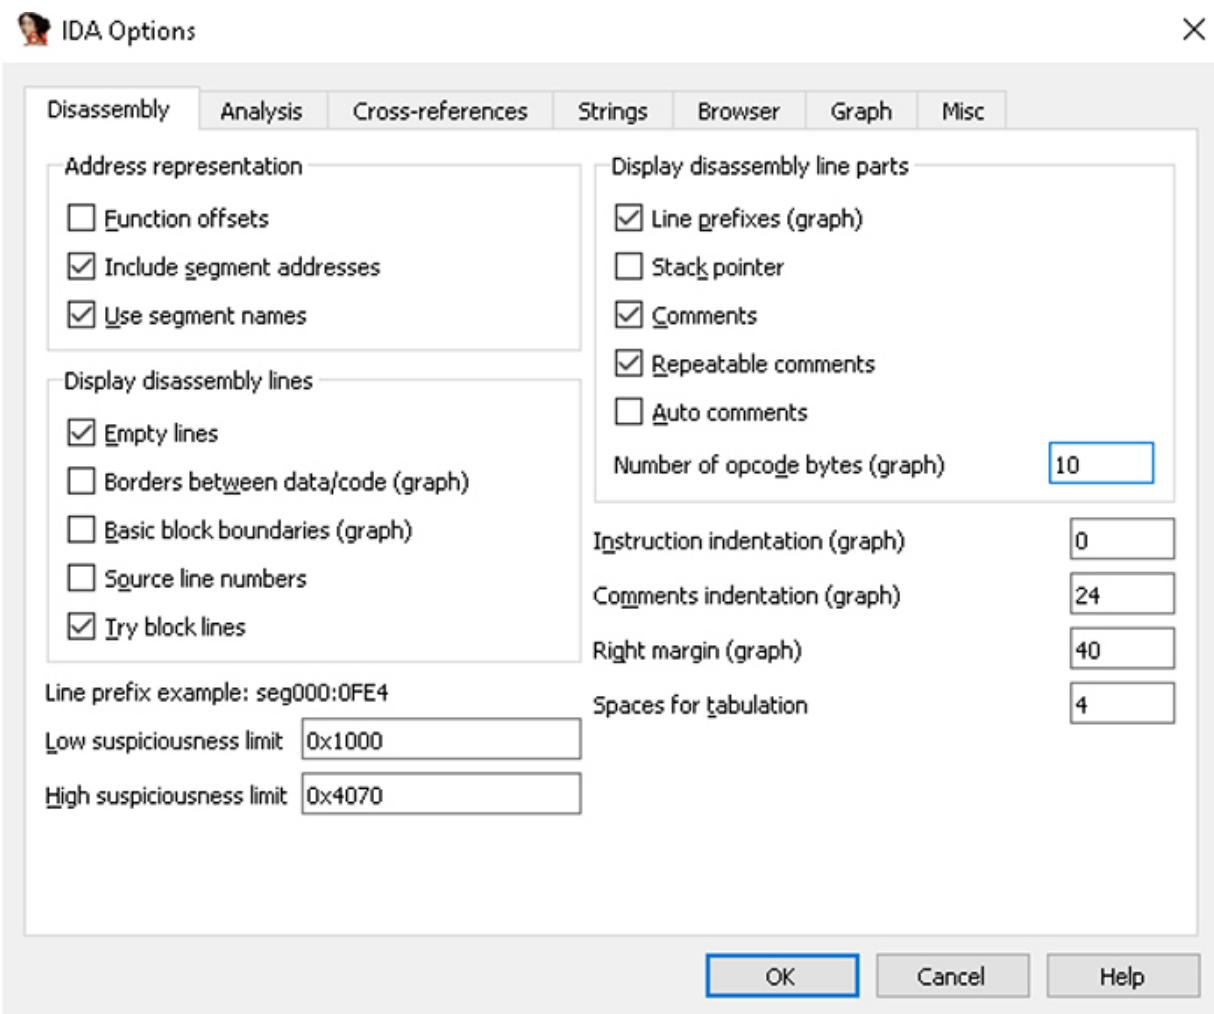 IDA Options
Disassembly
Analysis
Cross-references
Strings
Browser
Graph
Misc
Address representation
Function offsets
Include segment addresses
Use segment names
Display disassembly lines
Empty lines
Borders between data/code (graph)
Basic block boundaries (graph)
Source line numbers
Try block lines
Line prefix example: seg000:0FE4
Low suspiciousness limit 0x1000
High suspiciousness limit 0x4070
Display disassembly line parts
Line prefixes (graph)
Stack pointer
Comments
Repeatable comments
Auto comments
Number of opcode bytes (graph) 10
Instruction indentation (graph) 0
Comments indentation (graph) 24
Right margin (graph) 40
Spaces for tabulation 4
OK
Cancel
Help